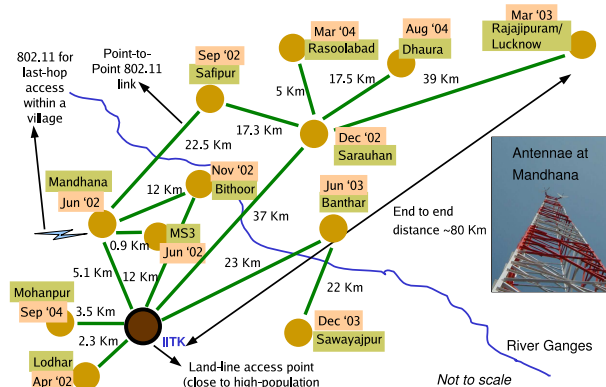 Mar ‘03
Rajajipuram/
Lucknow
Mar ‘04
Rasoolabad
Aug ‘04
Dhaura
Sep ‘02
Safipur
Point-to-
Point 802.11
link
802.11 for
last-hop
access
within a
village
5 Km
17.5 Km
39 Km
17.3 Km
22.5 Km
Dec ‘02
Sarauhan
Nov ‘02
Bithoor
Mandhana
Jun ‘02
12 Km
Antennae at
Mandhana
Jun ‘03
Banthar
37 Km
End to end
distance ~80 Km
MS3
Jun ‘02
0.9 Km
5.1 Km
12 Km
23 Km
22 Km
Mohanpur
Sep ‘04
3.5 Km
IITK
2.3 Km
Dec ‘03
Sawayajpur
River Ganges
Lodhar
Apr ‘02
Land-line access point
(close to high-population
Not to scale